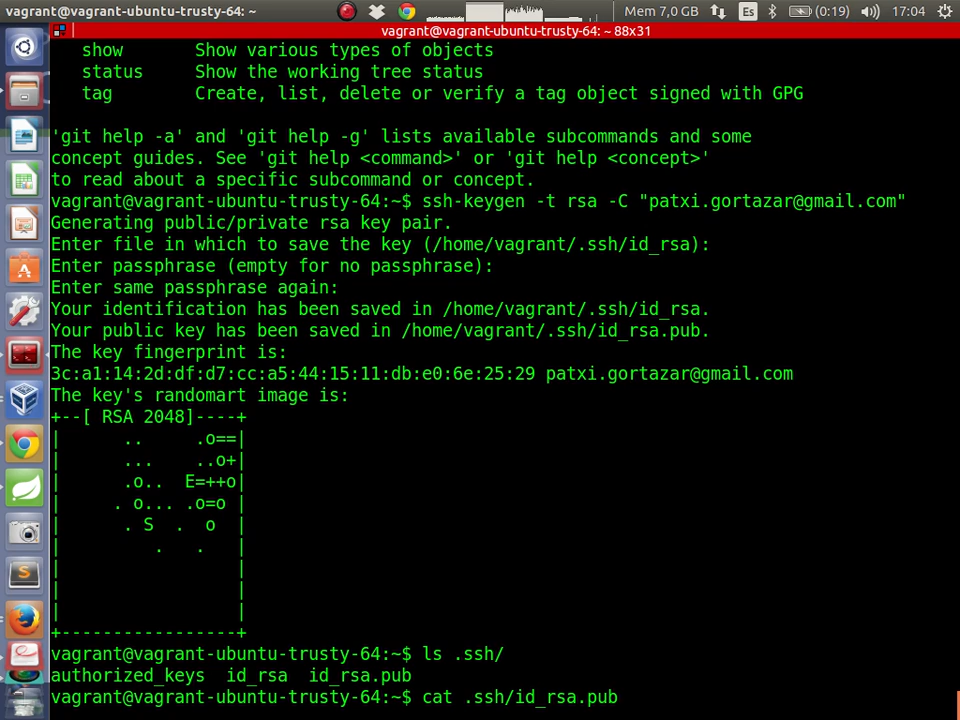 vagrant@vagrant-ubuntu-trusty-64: ~
Mem 7,0 GB
Es
(0:19)
17:04
vagrant@vagrant-ubuntu-trusty-64: ~ 88x31
show       Show various types of objects
status     Show the working tree status
tag        Create, list, delete or verify a tag object signed with GPG
'git help -a' and 'git help -g' lists available subcommands and some
concept guides. See 'git help <command>' or 'git help <concept>'
to read about a specific subcommand or concept.
vagrant@vagrant-ubuntu-trusty-64:~$ ssh-keygen -t rsa -C "patxi.gortazar@gmail.com"
Generating public/private rsa key pair.
Enter file in which to save the key (/home/vagrant/.ssh/id_rsa):
Enter passphrase (empty for no passphrase):
Enter same passphrase again:
Your identification has been saved in /home/vagrant/.ssh/id_rsa.
Your public key has been saved in /home/vagrant/.ssh/id_rsa.pub.
The key fingerprint is:
3c:a1:14:2d:df:d7:cc:a5:44:15:11:db:e0:6e:25:29 patxi.gortazar@gmail.com
The key's randomart image is:
+--[ RSA 2048]----+
|      ..     .o==|
|      ...    ..o+|
|      .o..  E=++o|
|     . o... .o=o |
|      . S  .  o  |
|         .   .   |
|                 |
|                 |
|                 |
+-----------------+
vagrant@vagrant-ubuntu-trusty-64:~$ ls .ssh/
authorized_keys  id_rsa  id_rsa.pub
vagrant@vagrant-ubuntu-trusty-64:~$ cat .ssh/id_rsa.pub